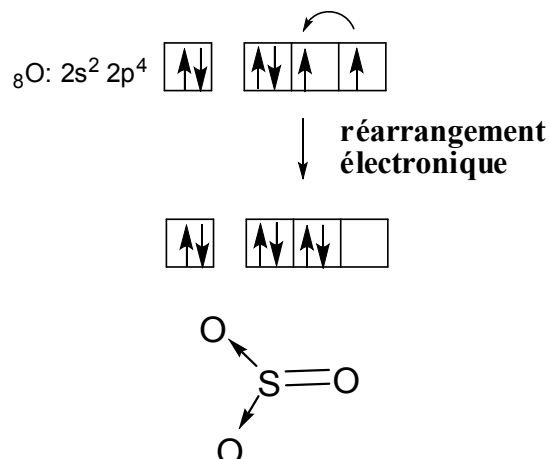 ₈O: 2s² 2p⁴
réarrangement
électronique
O
S O
O